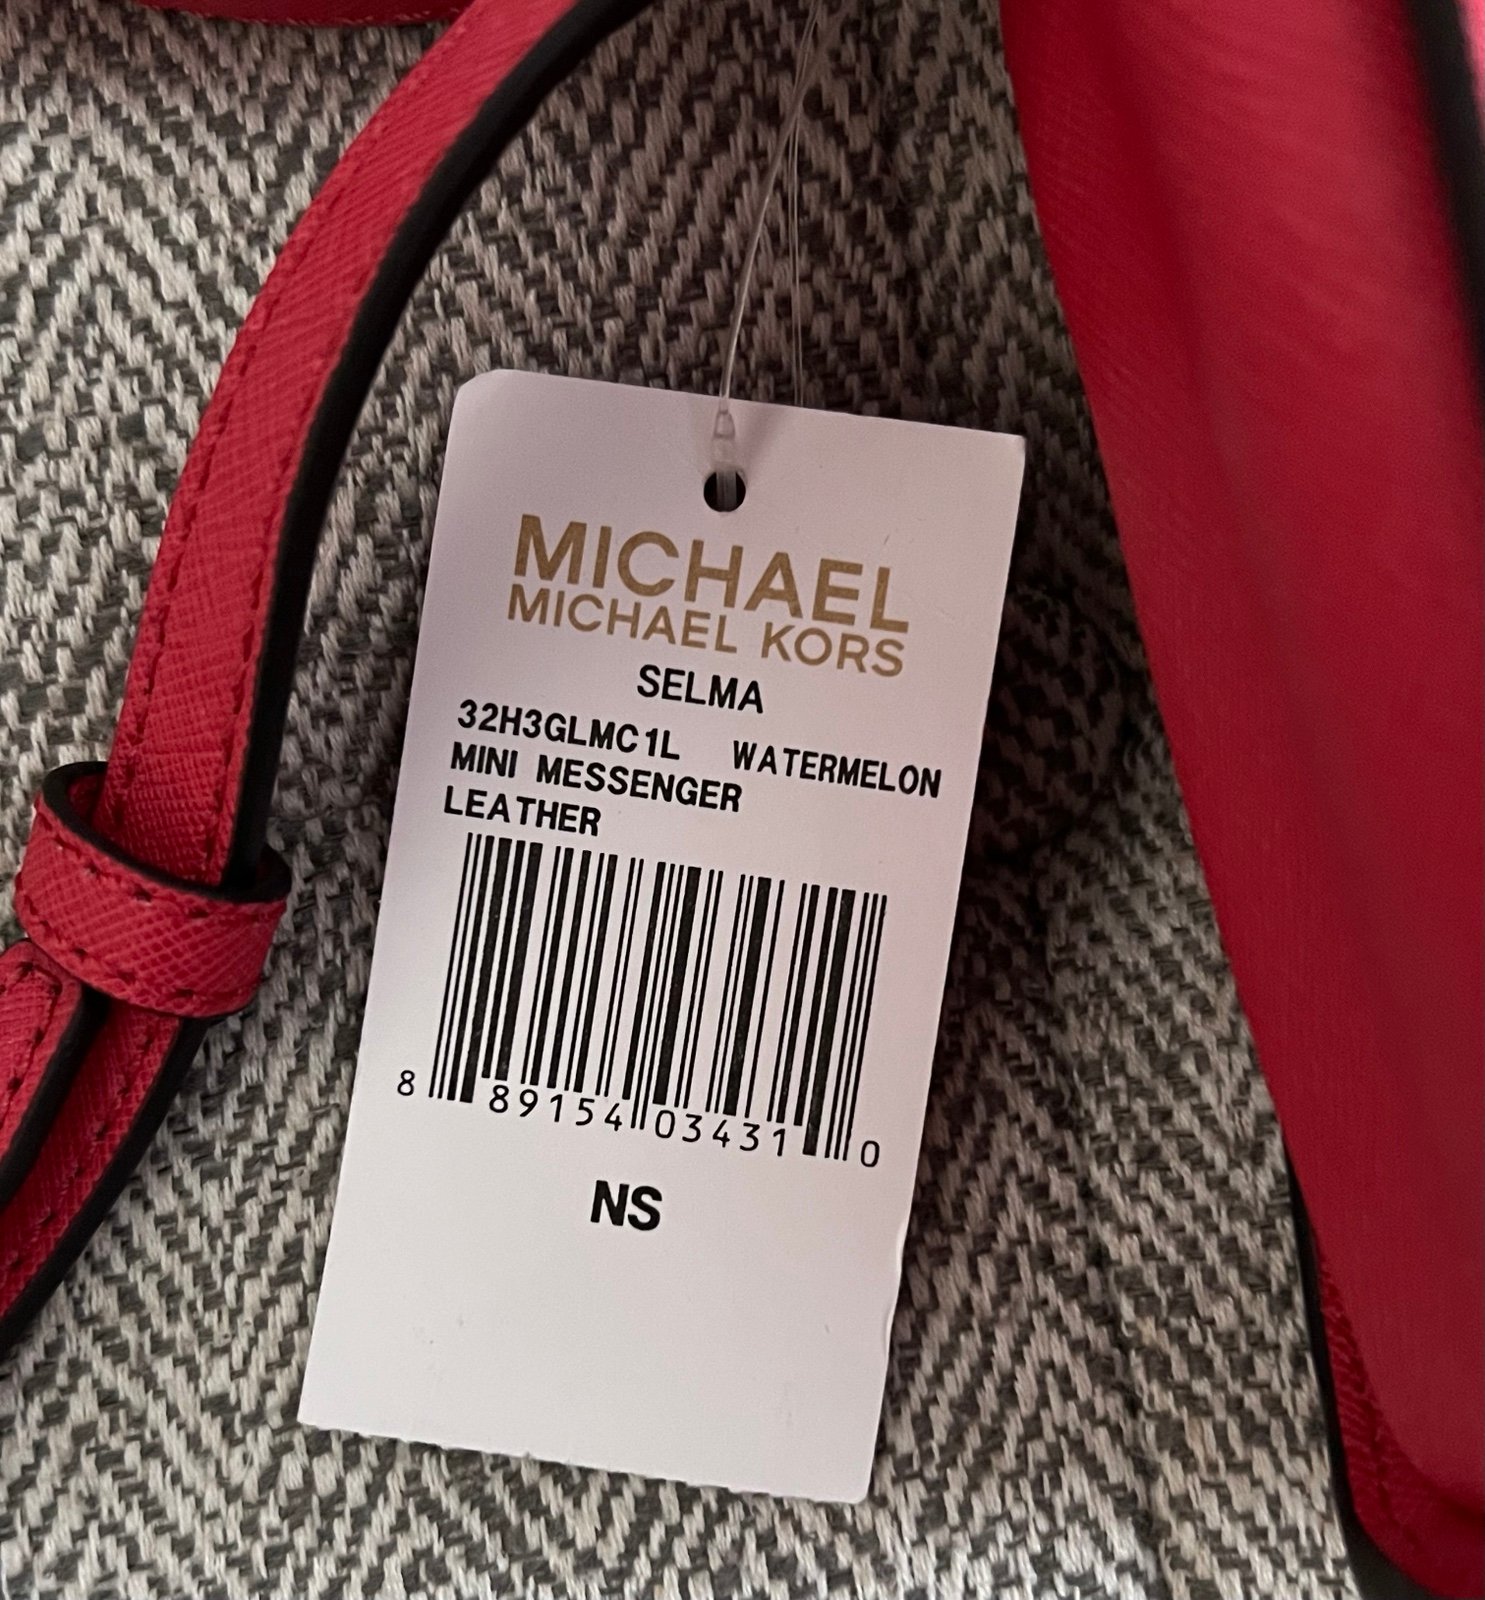 MICHAEL
MICHAEL KORS
SELMA
32H3GLMC1L WATERMELON
MINI MESSENGER
LEATHER
8 89154 03431 0
NS